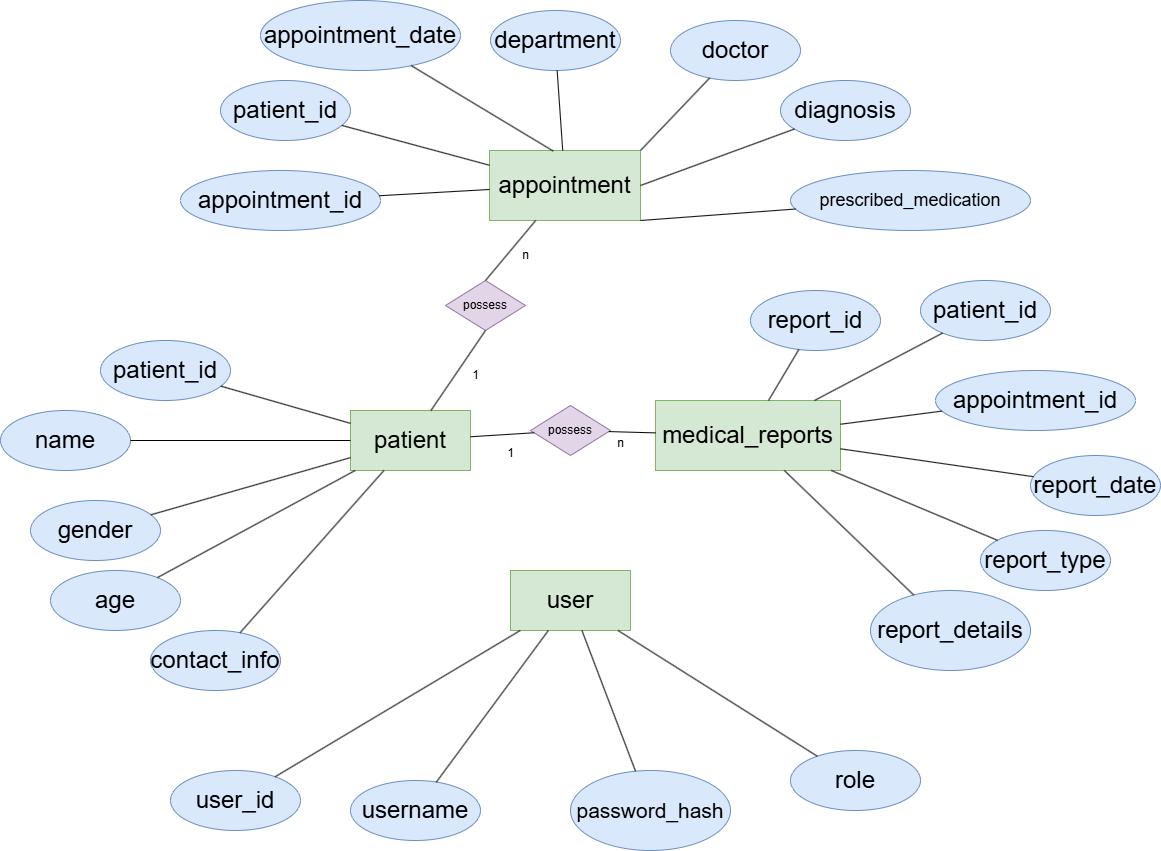 appointment_date
department
doctor
patient_id
diagnosis
appointment
appointment_id
prescribed_medication
n
possess
report_id
patient_id
1
patient_id
appointment_id
name
patient
possess
medical_reports
1
n
report_date
gender
report_type
age
user
report_details
contact_info
user_id
username
password_hash
role